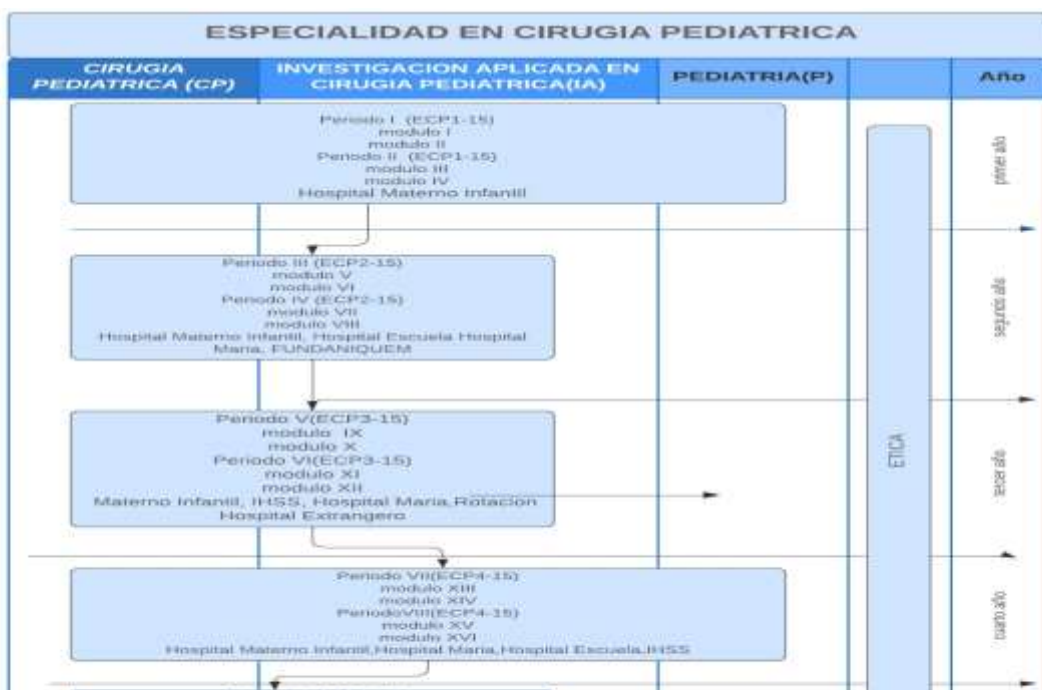 ESPECIALIDAD EN CIRUGIA PEDIATRICA
CIRUGIA
PEDIATRICA (CP)
INVESTIGACION APLICADA EN
CIRUGIA PEDIATRICA(IA)
PEDIATRIA(P)
Año
Periodo I (ECP1-15)
modulo I
modulo II
Periodo II (ECP1-15)
modulo III
modulo IV
Hospital Materno Infantil
primer año
Periodo III (ECP2-15)
modulo V
modulo VI
Periodo IV (ECP2-15)
modulo VII
modulo VIII
Hospital Materno Infantil, Hospital Escuela Hospital
Maria, FUNDANIQUEM
segundo año
Periodo V(ECP3-15)
modulo IX
modulo X
Periodo VI(ECP3-15)
modulo XI
modulo XII
Materno Infantil, IHSS, Hospital Maria,Rotacion
Hospital Extrangero
ETICA
tercer año
Periodo VII(ECP4-15)
modulo XIII
modulo XIV
PeriodoVIII(ECP4-15)
modulo XV
modulo XVI
Hospital Materno Infantil,Hospital Maria,Hospital Escuela,IHSS
cuarto año